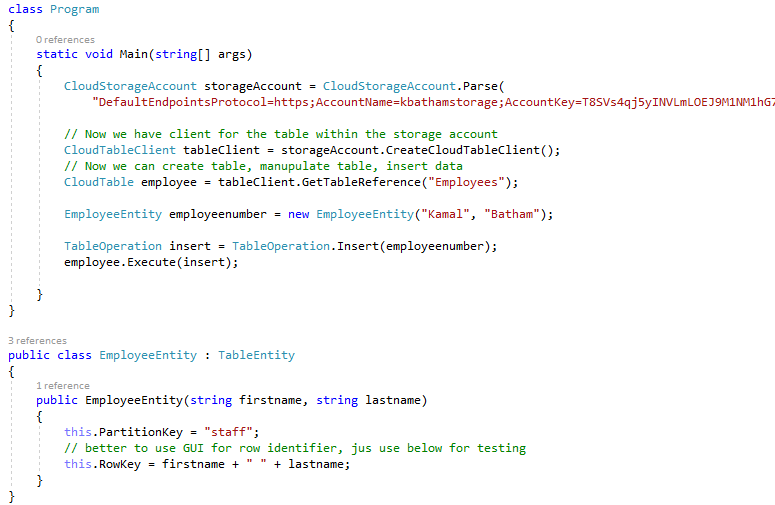 class Program
{
0 references
static void Main(string[] args)
{
CloudStorageAccount storageAccount = CloudStorageAccount.Parse(
"DefaultEndpointsProtocol=https;AccountName=kbathamstorage;AccountKey=T8SVs4qj5yINVLmLOEJ9M1NM1hG7
// Now we have client for the table within the storage account
CloudTableClient tableClient = storageAccount.CreateCloudTableClient();
// Now we can create table, manupulate table, insert data
CloudTable employee = tableClient.GetTableReference("Employees");
EmployeeEntity employeenumber = new EmployeeEntity("Kamal", "Batham");
TableOperation insert = TableOperation.Insert(employeenumber);
employee.Execute(insert);
}
}
3 references
public class EmployeeEntity : TableEntity
{
1 reference
public EmployeeEntity(string firstname, string lastname)
{
this.PartitionKey = "staff";
// better to use GUI for row identifier, jus use below for testing
this.RowKey = firstname + " " + lastname;
}
}